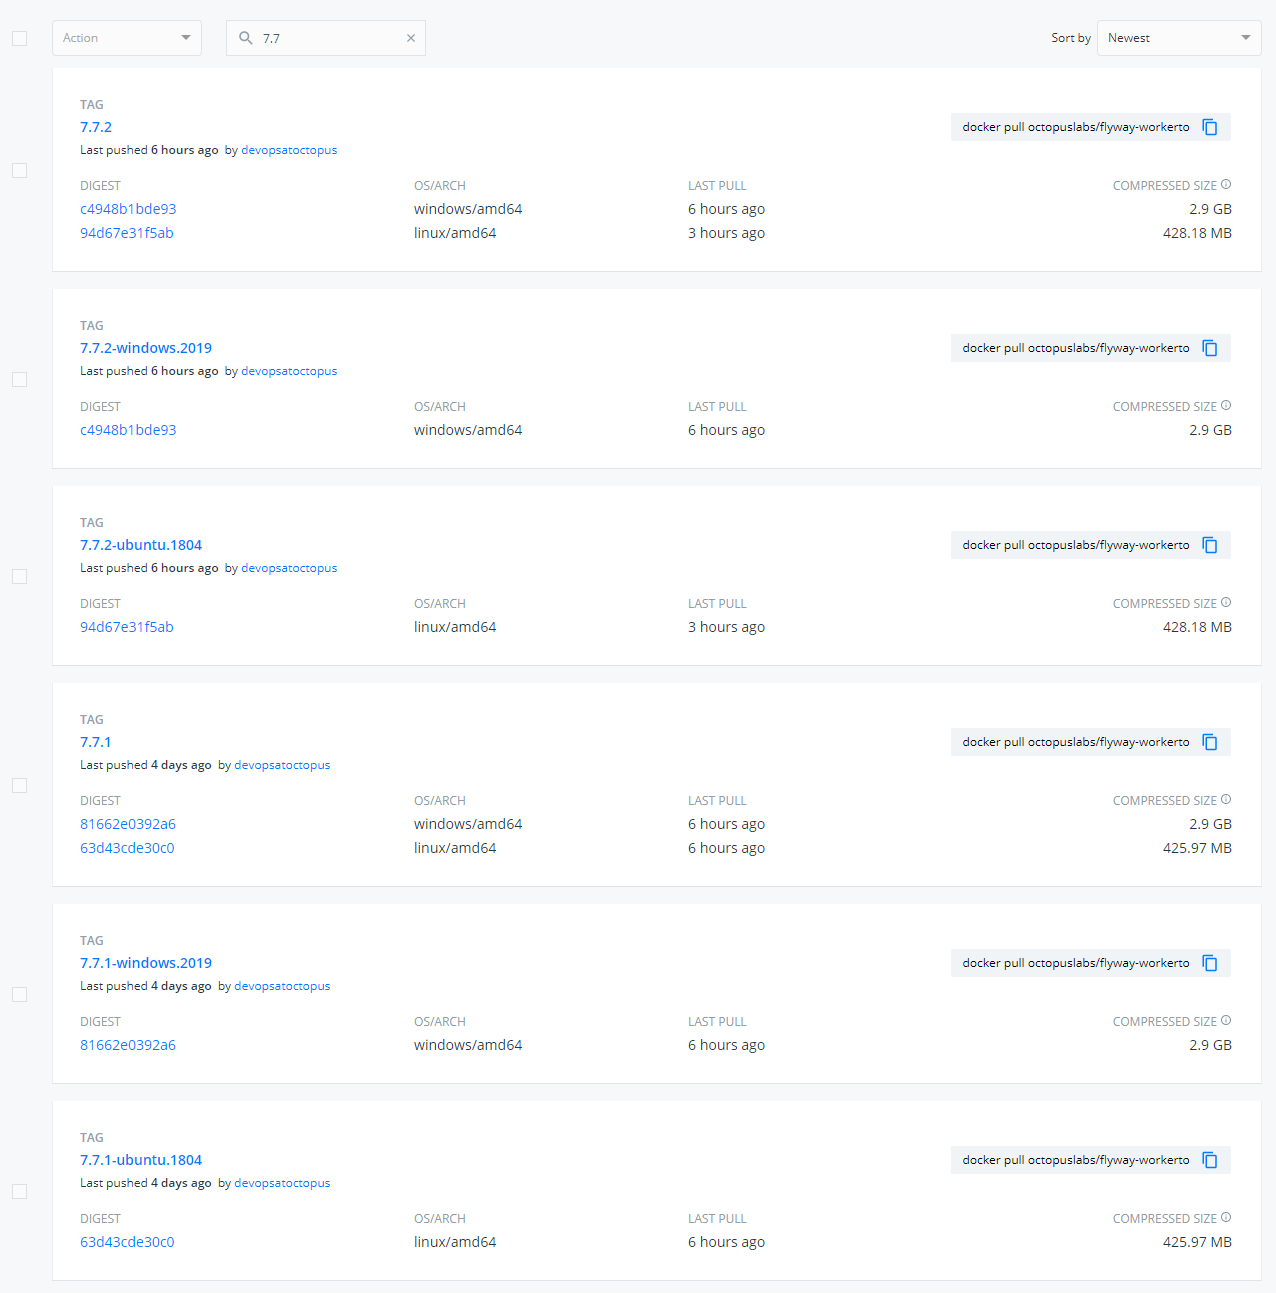 Action 7.7 Sort by Newest
TAG
7.7.2 docker pull octopuslabs/flyway-workerto
Last pushed 6 hours ago by devopsatoctopus
DIGEST OS/ARCH LAST PULL COMPRESSED SIZE
c4948b1bde93 windows/amd64 6 hours ago 2.9 GB
94d67e31f5ab linux/amd64 3 hours ago 428.18 MB
TAG
7.7.2-windows.2019 docker pull octopuslabs/flyway-workerto
Last pushed 6 hours ago by devopsatoctopus
DIGEST OS/ARCH LAST PULL COMPRESSED SIZE
c4948b1bde93 windows/amd64 6 hours ago 2.9 GB
TAG
7.7.2-ubuntu.1804 docker pull octopuslabs/flyway-workerto
Last pushed 6 hours ago by devopsatoctopus
DIGEST OS/ARCH LAST PULL COMPRESSED SIZE
94d67e31f5ab linux/amd64 3 hours ago 428.18 MB
TAG
7.7.1 docker pull octopuslabs/flyway-workerto
Last pushed 4 days ago by devopsatoctopus
DIGEST OS/ARCH LAST PULL COMPRESSED SIZE
81662e0392a6 windows/amd64 6 hours ago 2.9 GB
63d43cde30c0 linux/amd64 6 hours ago 425.97 MB
TAG
7.7.1-windows.2019 docker pull octopuslabs/flyway-workerto
Last pushed 4 days ago by devopsatoctopus
DIGEST OS/ARCH LAST PULL COMPRESSED SIZE
81662e0392a6 windows/amd64 6 hours ago 2.9 GB
TAG
7.7.1-ubuntu.1804 docker pull octopuslabs/flyway-workerto
Last pushed 4 days ago by devopsatoctopus
DIGEST OS/ARCH LAST PULL COMPRESSED SIZE
63d43cde30c0 linux/amd64 6 hours ago 425.97 MB